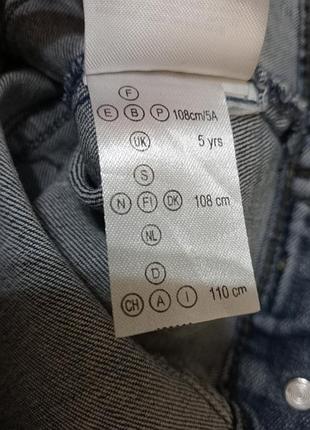 F
E B P 108cm/5A
UK 5 yrs
S
N FI DK 108 cm
NL
D
CH A I 110 cm